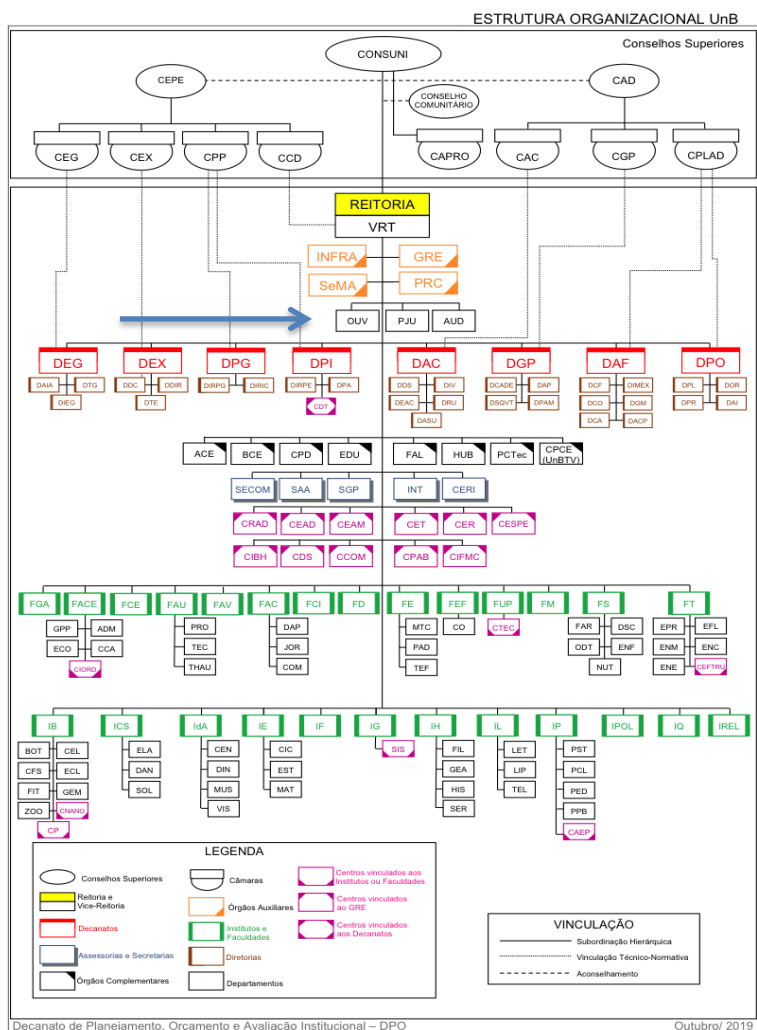 ESTRUTURA ORGANIZACIONAL UnB
Conselhos Superiores
CONSUNI
CEPE
CAD
CONSELHO
COMUNITÁRIO
CEG
CEX
CPP
CCD
CAPRO
CAC
CGP
CPLAD
REITORIA
VRT
INFRA
GRE
SeMA
PRC
OUV
PJU
AUD
DEG
DEX
DPG
DPI
DAC
DGP
DAF
DPO
DAIA
DTG
DIEG
DDC
DDIR
DTE
DIRPG
DIRIC
DIRPE
DPA
CDT
DDS
DIV
DEAC
DRU
DASU
DCADE
DAP
DSQVT
DPAM
DCF
DIMEX
DCO
DGM
DCA
DACP
DPL
DOR
DPR
DAI
ACE
BCE
CPD
EDU
FAL
HUB
PCTec
CPCE
(UnBTV)
SECOM
SAA
SGP
INT
CERI
CRAD
CEAD
CEAM
CET
CER
CESPE
CIBH
CDS
CCOM
CPAB
CIFMC
FGA
FACE
FCE
FAU
FAV
FAC
FCI
FD
FE
FEF
FUP
FM
FS
FT
GPP
ADM
ECO
CCA
CIORD
PRO
TEC
THAU
DAP
JOR
COM
MTC
PAD
TEF
CO
CTEC
FAR
DSC
ODT
ENF
NUT
EPR
EFL
ENM
ENC
ENE
CEFTRU
IB
ICS
IdA
IE
IF
IG
IH
IL
IP
IPOL
IQ
IREL
BOT
CEL
CFS
ECL
FIT
GEM
ZOO
CNANO
CP
ELA
DAN
SOL
CEN
DIN
MUS
VIS
CIC
EST
MAT
SIS
FIL
GEA
HIS
SER
LET
LIP
TEL
PST
PCL
PED
PPB
CAEP
LEGENDA
Conselhos Superiores
Reitoria e
Vice-Reitoria
Decanatos
Assessorias e Secretarias
Órgãos Complementares
Câmaras
Órgãos Auxiliares
Institutos e
Faculdades
Diretorias
Departamentos
Centros vinculados aos
Institutos ou Faculdades
Centros vinculados
ao GRE
Centros vinculados
aos Decanatos
VINCULAÇÃO
Subordinação Hierárquica
Vinculação Técnico-Normativa
Aconselhamento
Decanato de Planejamento, Orçamento e Avaliação Institucional – DPO
Outubro/ 2019